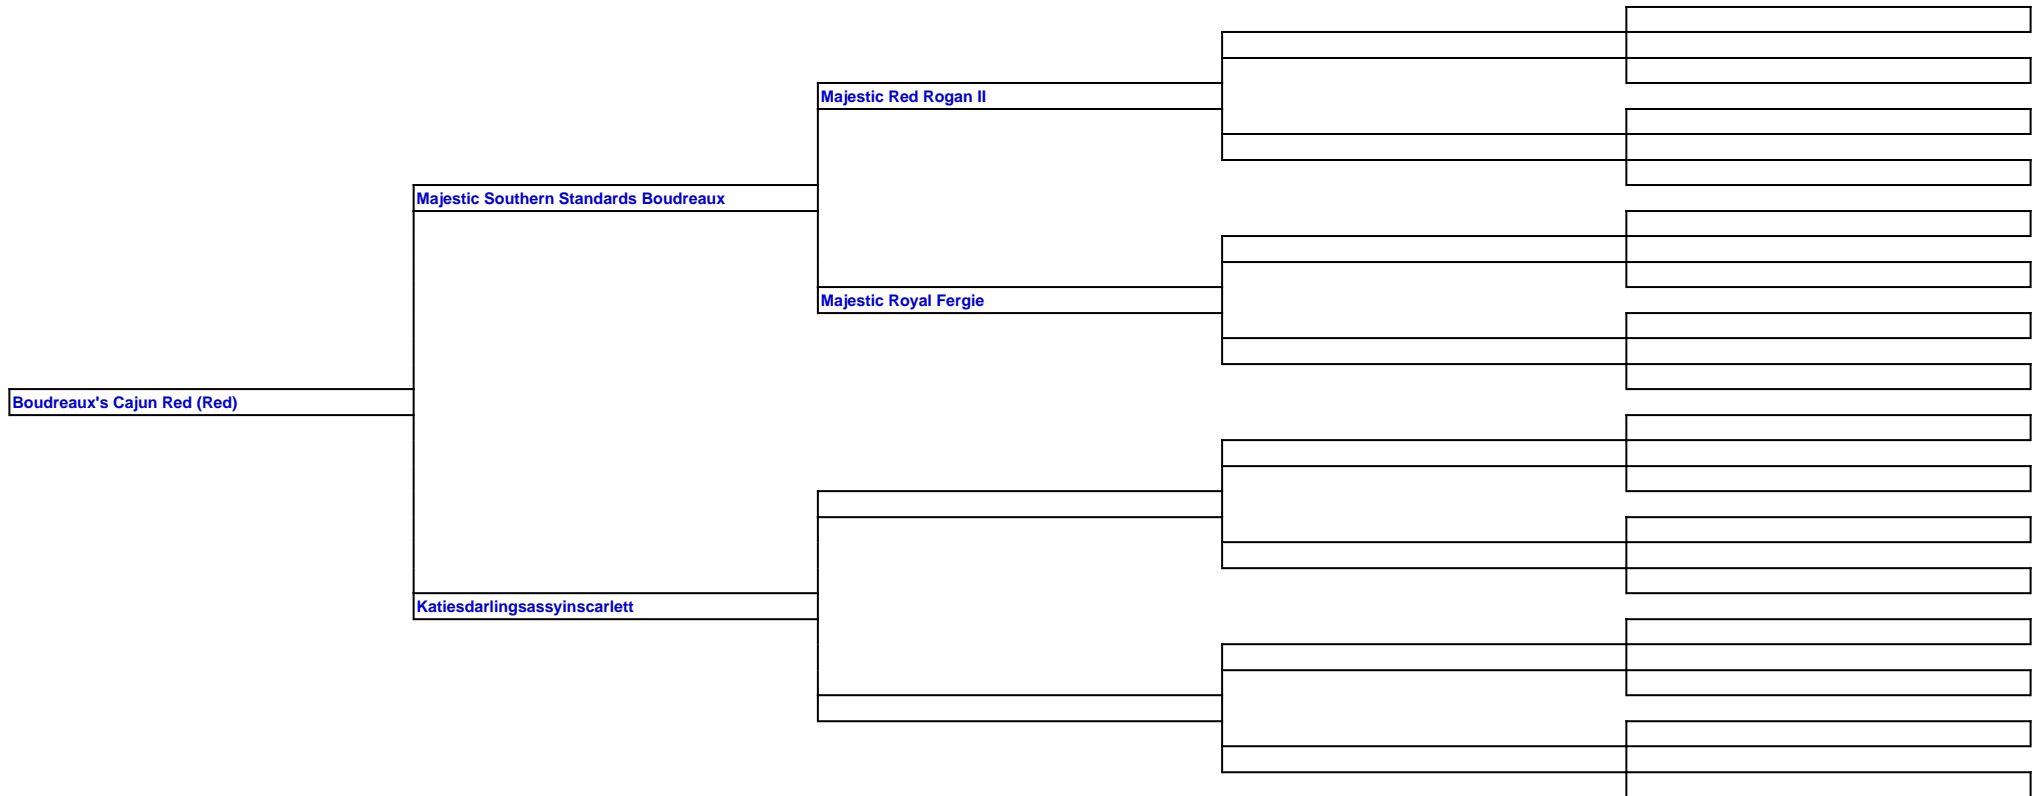 Majestic Red Rogan II
Majestic Southern Standards Boudreaux
Majestic Royal Fergie
Boudreaux's Cajun Red (Red)
Katiesdarlingsassyinscarlett